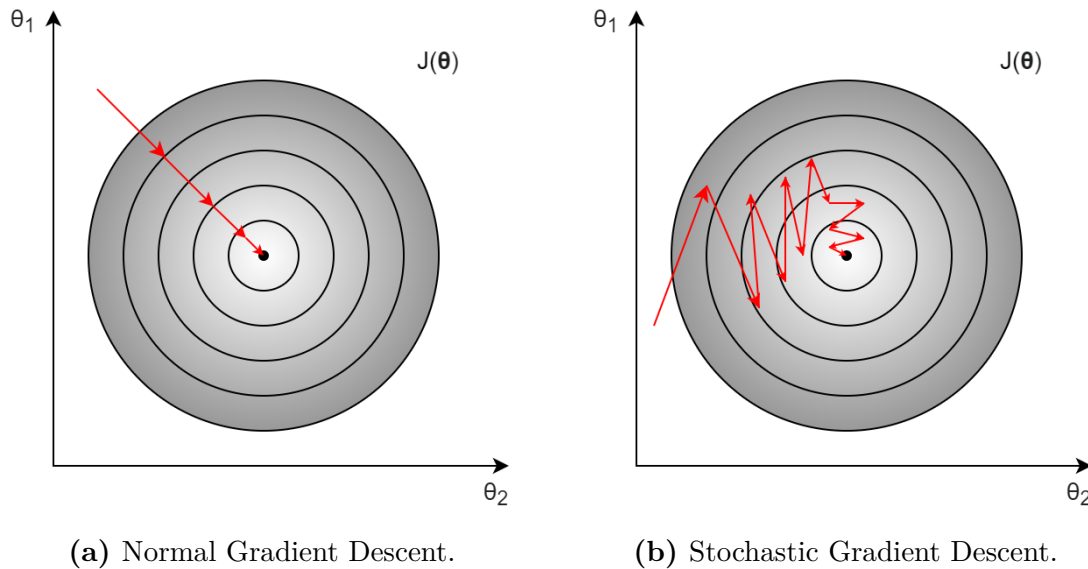 θ1
J(θ)
θ2
(a) Normal Gradient Descent.
θ1
J(θ)
θ2
(b) Stochastic Gradient Descent.